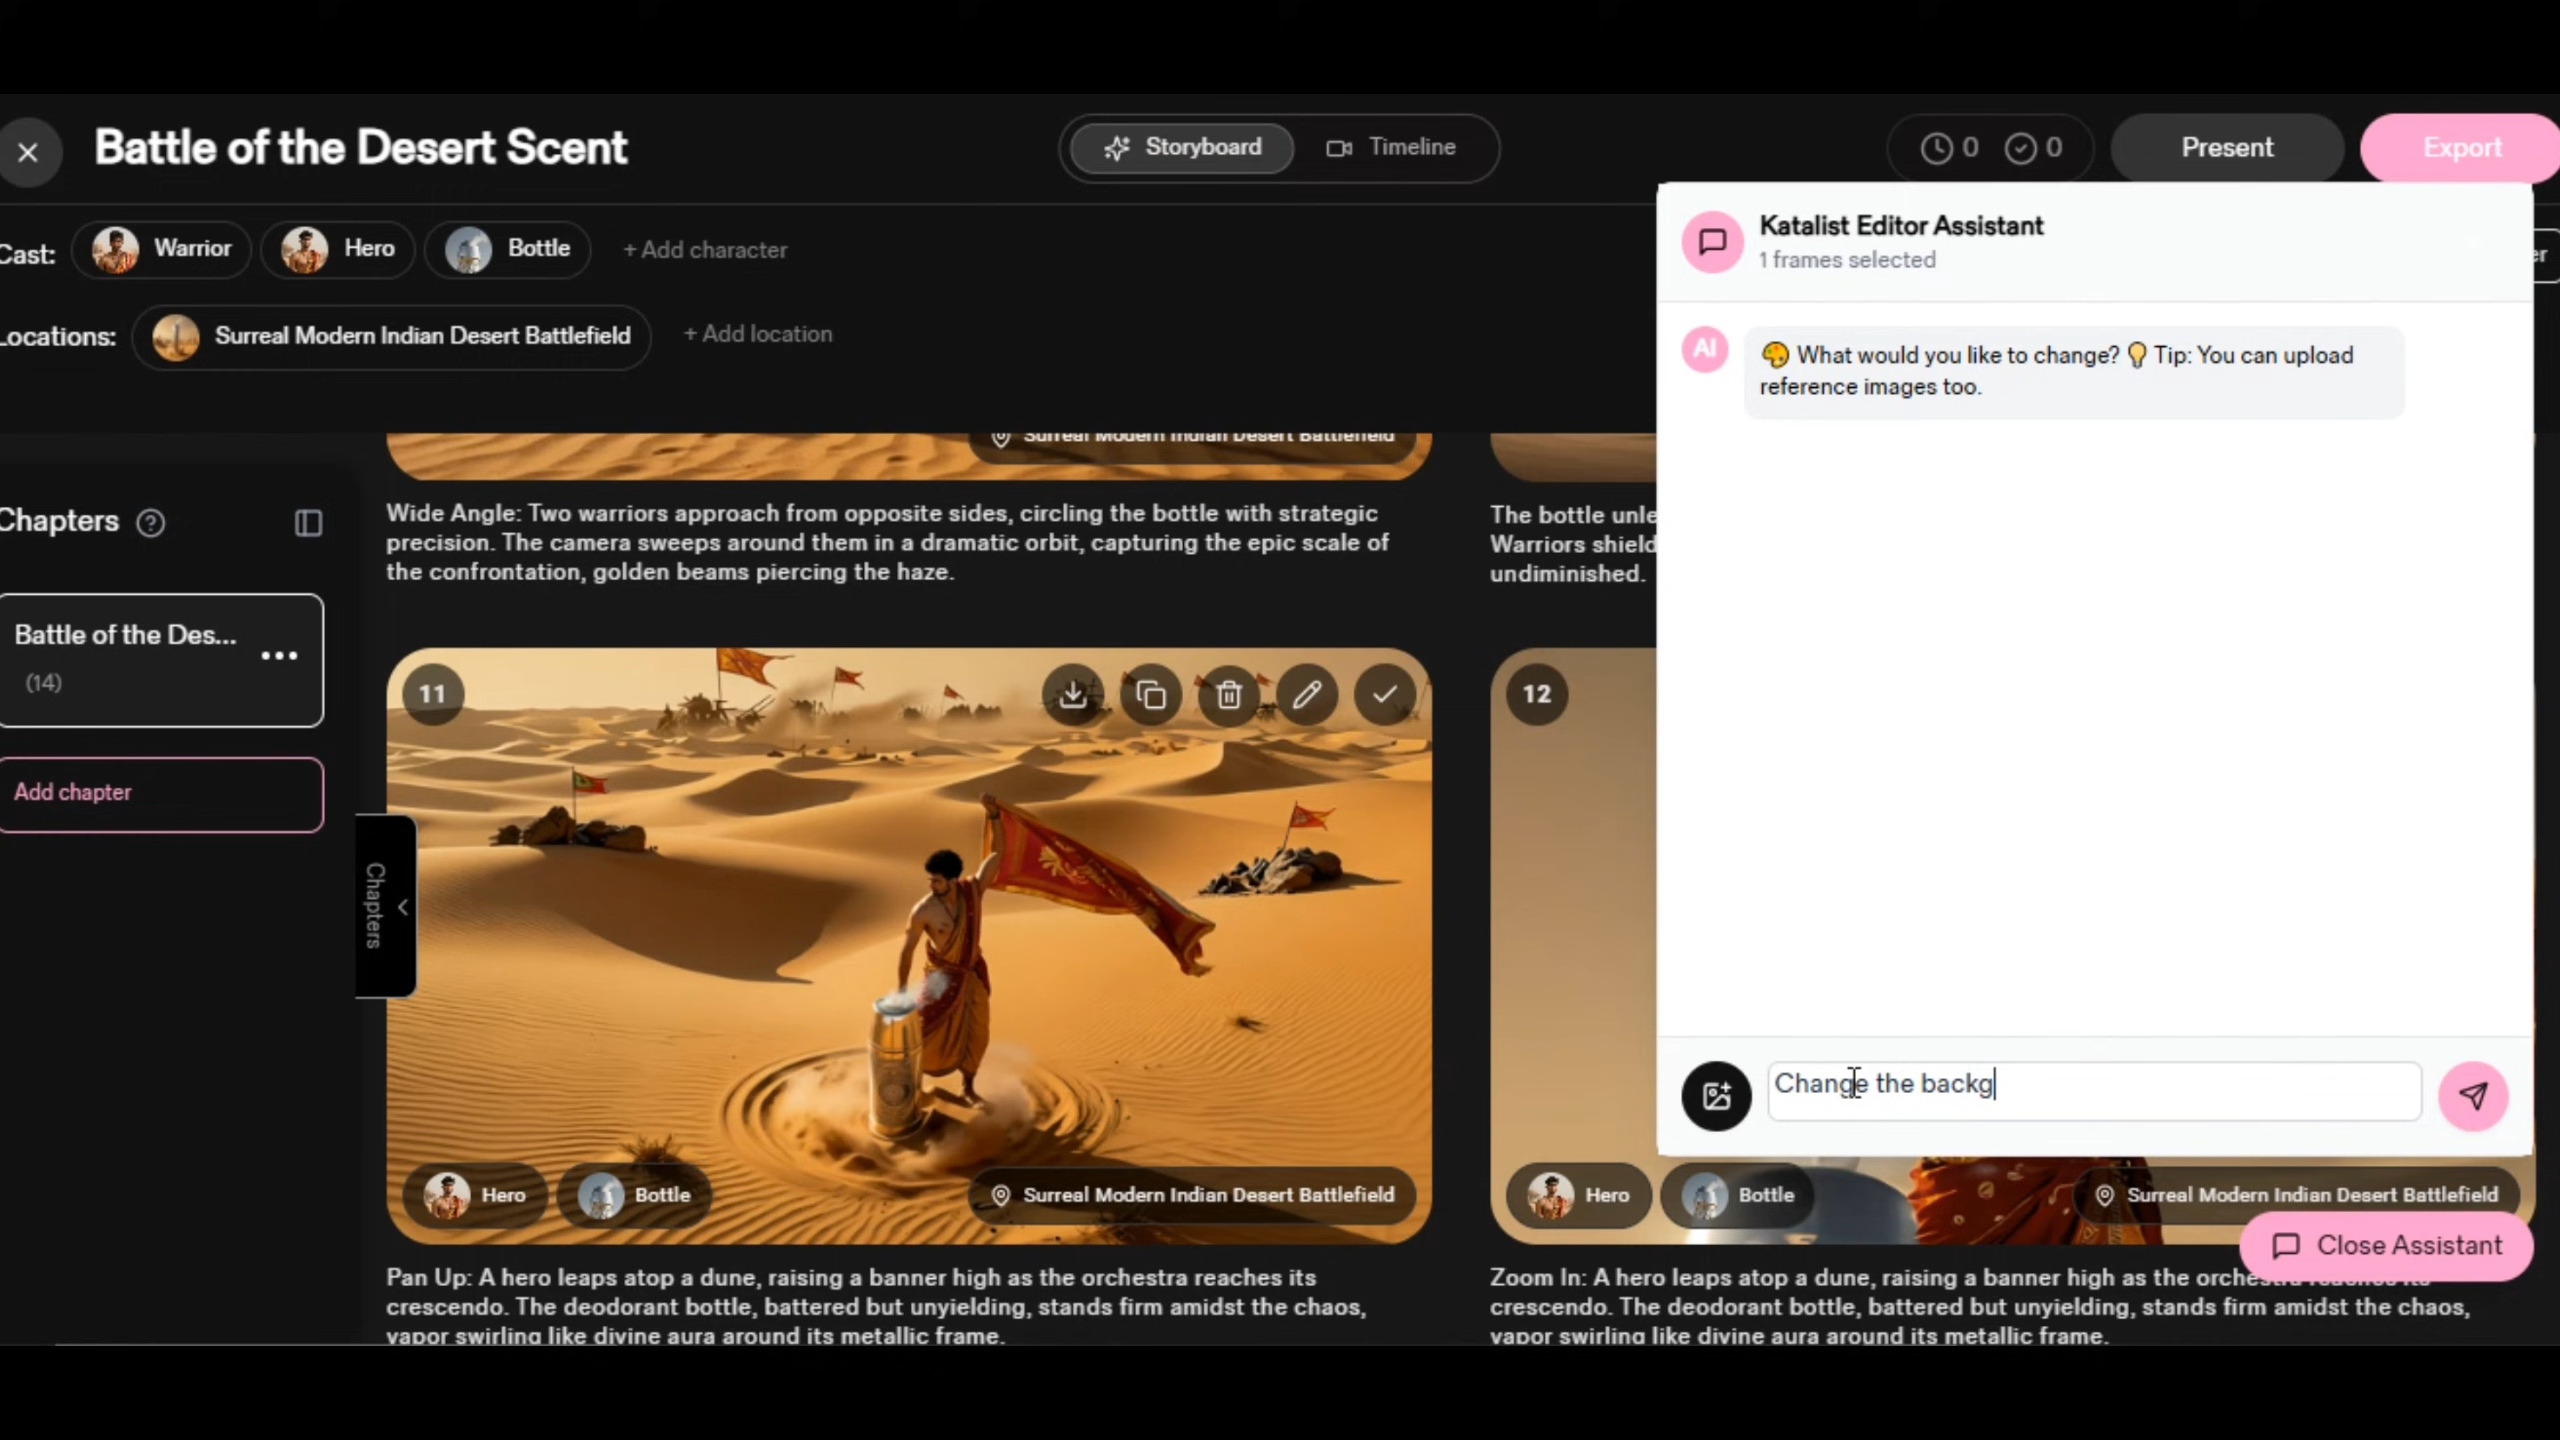 Battle of the Desert Scent
Storyboard
Timeline
0
0
Present
Export
Cast:
Warrior
Hero
Bottle
+ Add character
Locations:
Surreal Modern Indian Desert Battlefield
+ Add location
er
Chapters
Battle of the Des...
(14)
Add chapter
Chapters
Surreal Modern Indian Desert Battlefield
Wide Angle: Two warriors approach from opposite sides, circling the bottle with strategic
precision. The camera sweeps around them in a dramatic orbit, capturing the epic scale of
the confrontation, golden beams piercing the haze.
The bottle unle
Warriors shield
undiminished.
11
Hero
Bottle
Surreal Modern Indian Desert Battlefield
Pan Up: A hero leaps atop a dune, raising a banner high as the orchestra reaches its
crescendo. The deodorant bottle, battered but unyielding, stands firm amidst the chaos,
vapor swirling like divine aura around its metallic frame.
12
Hero
Bottle
Surreal Modern Indian Desert Battlefield
Zoom In: A hero leaps atop a dune, raising a banner high as the orchestra reaches its
crescendo. The deodorant bottle, battered but unyielding, stands firm amidst the chaos,
vapor swirling like divine aura around its metallic frame.
Katalist Editor Assistant
1 frames selected
AI
🎨 What would you like to change? 💡 Tip: You can upload
reference images too.
Change the backg
Close Assistant